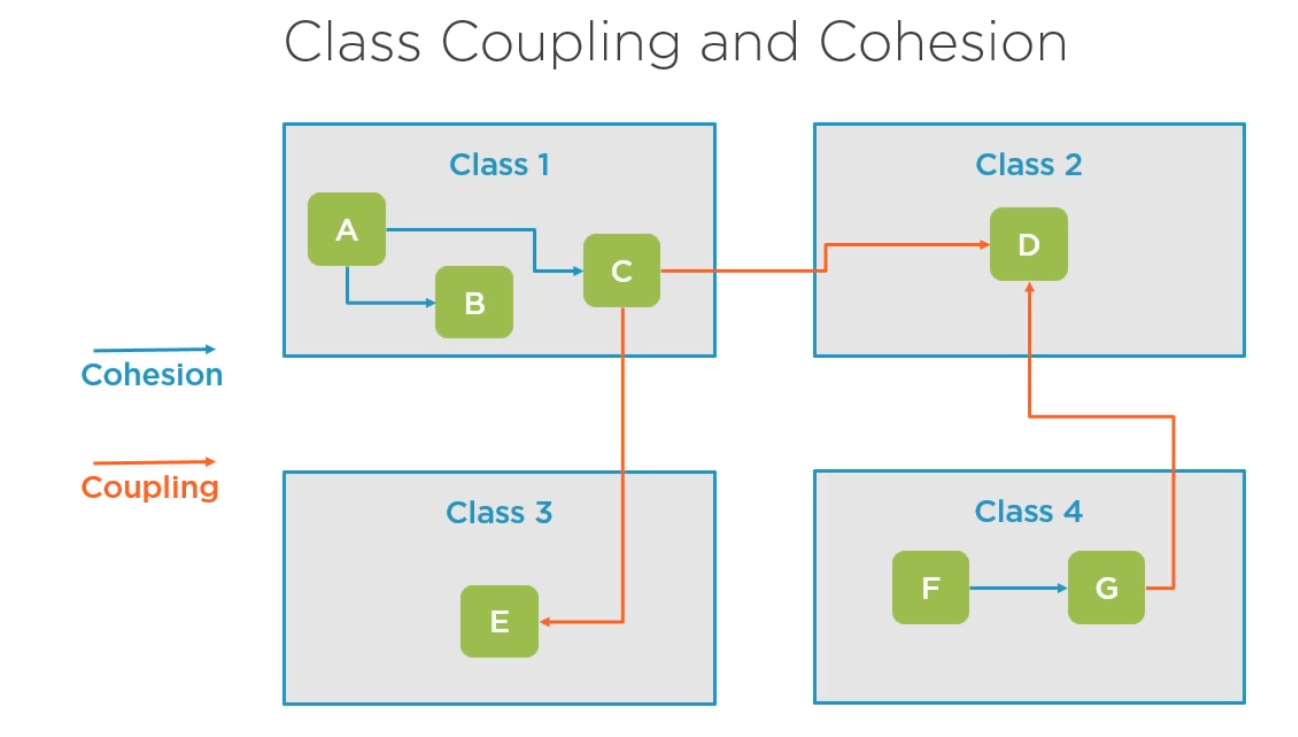 Class Coupling and Cohesion
Class 1
A
B
C
Class 2
D
Cohesion
Coupling
Class 3
E
Class 4
F
G